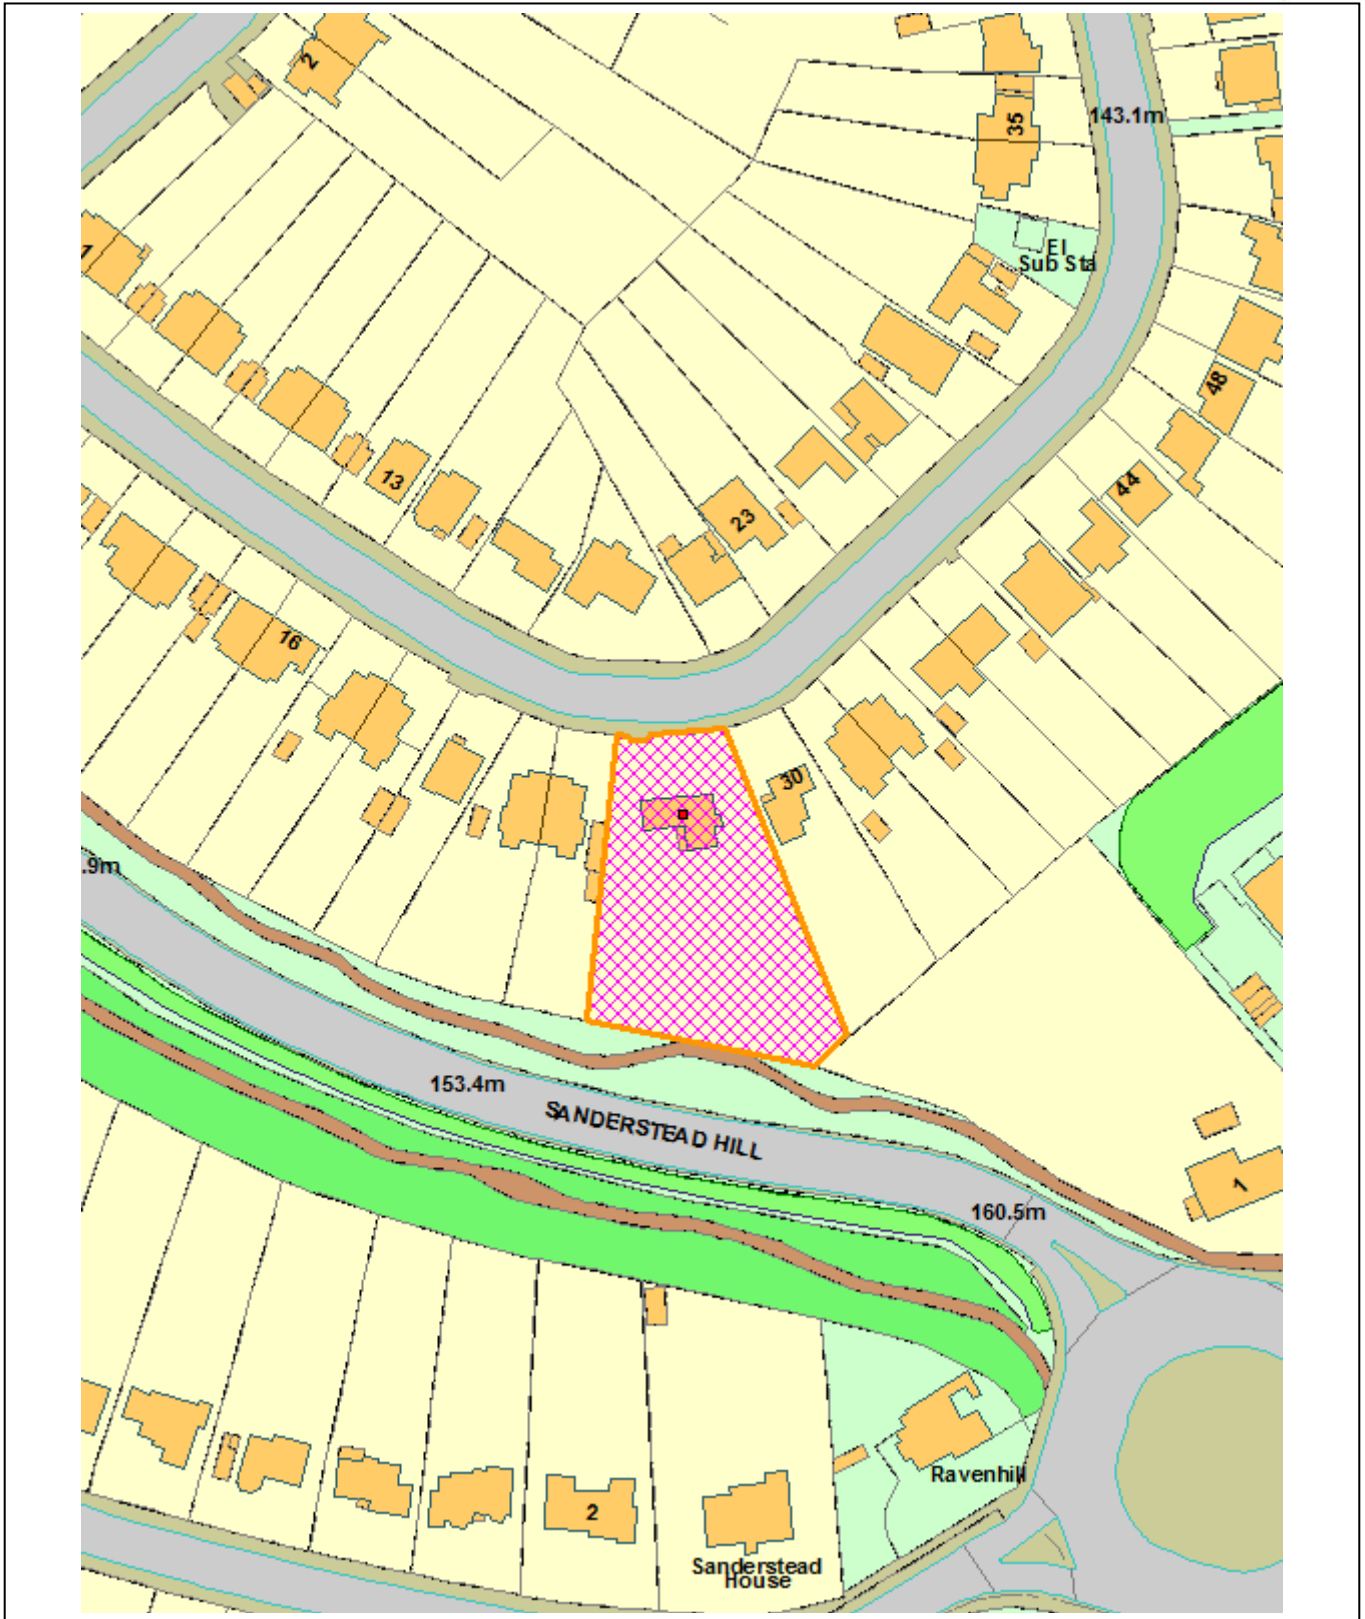 2
143.1m
35
1
El
Sub Sta
48
13
44
23
16
30
.9m
153.4m
SANDERSTEAD HILL
1
160.5m
Ravenhill
2
Sanderstead
House